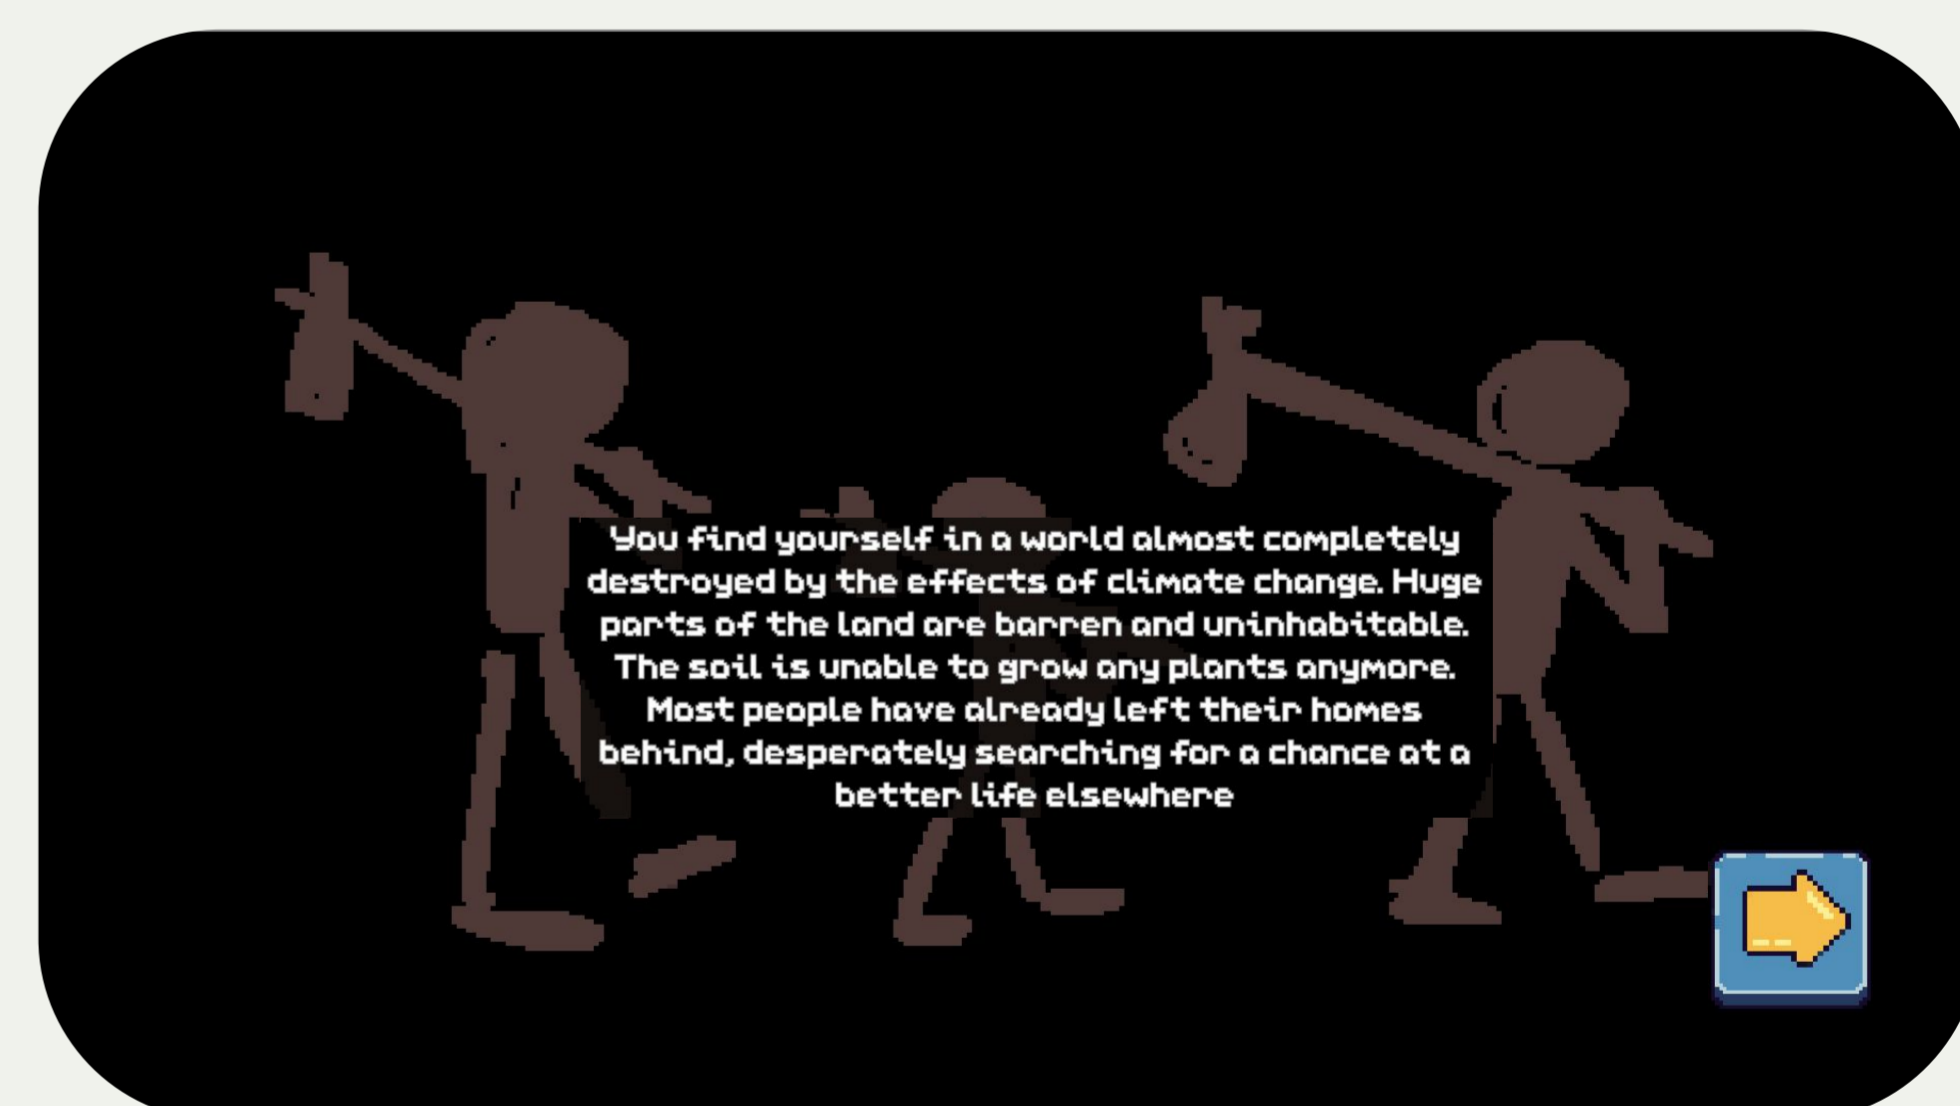 You find yourself in a world almost completely
destroyed by the effects of climate change. Huge
parts of the land are barren and uninhabitable.
The soil is unable to grow any plants anymore.
Most people have already left their homes
behind, desperately searching for a chance at a
better life elsewhere